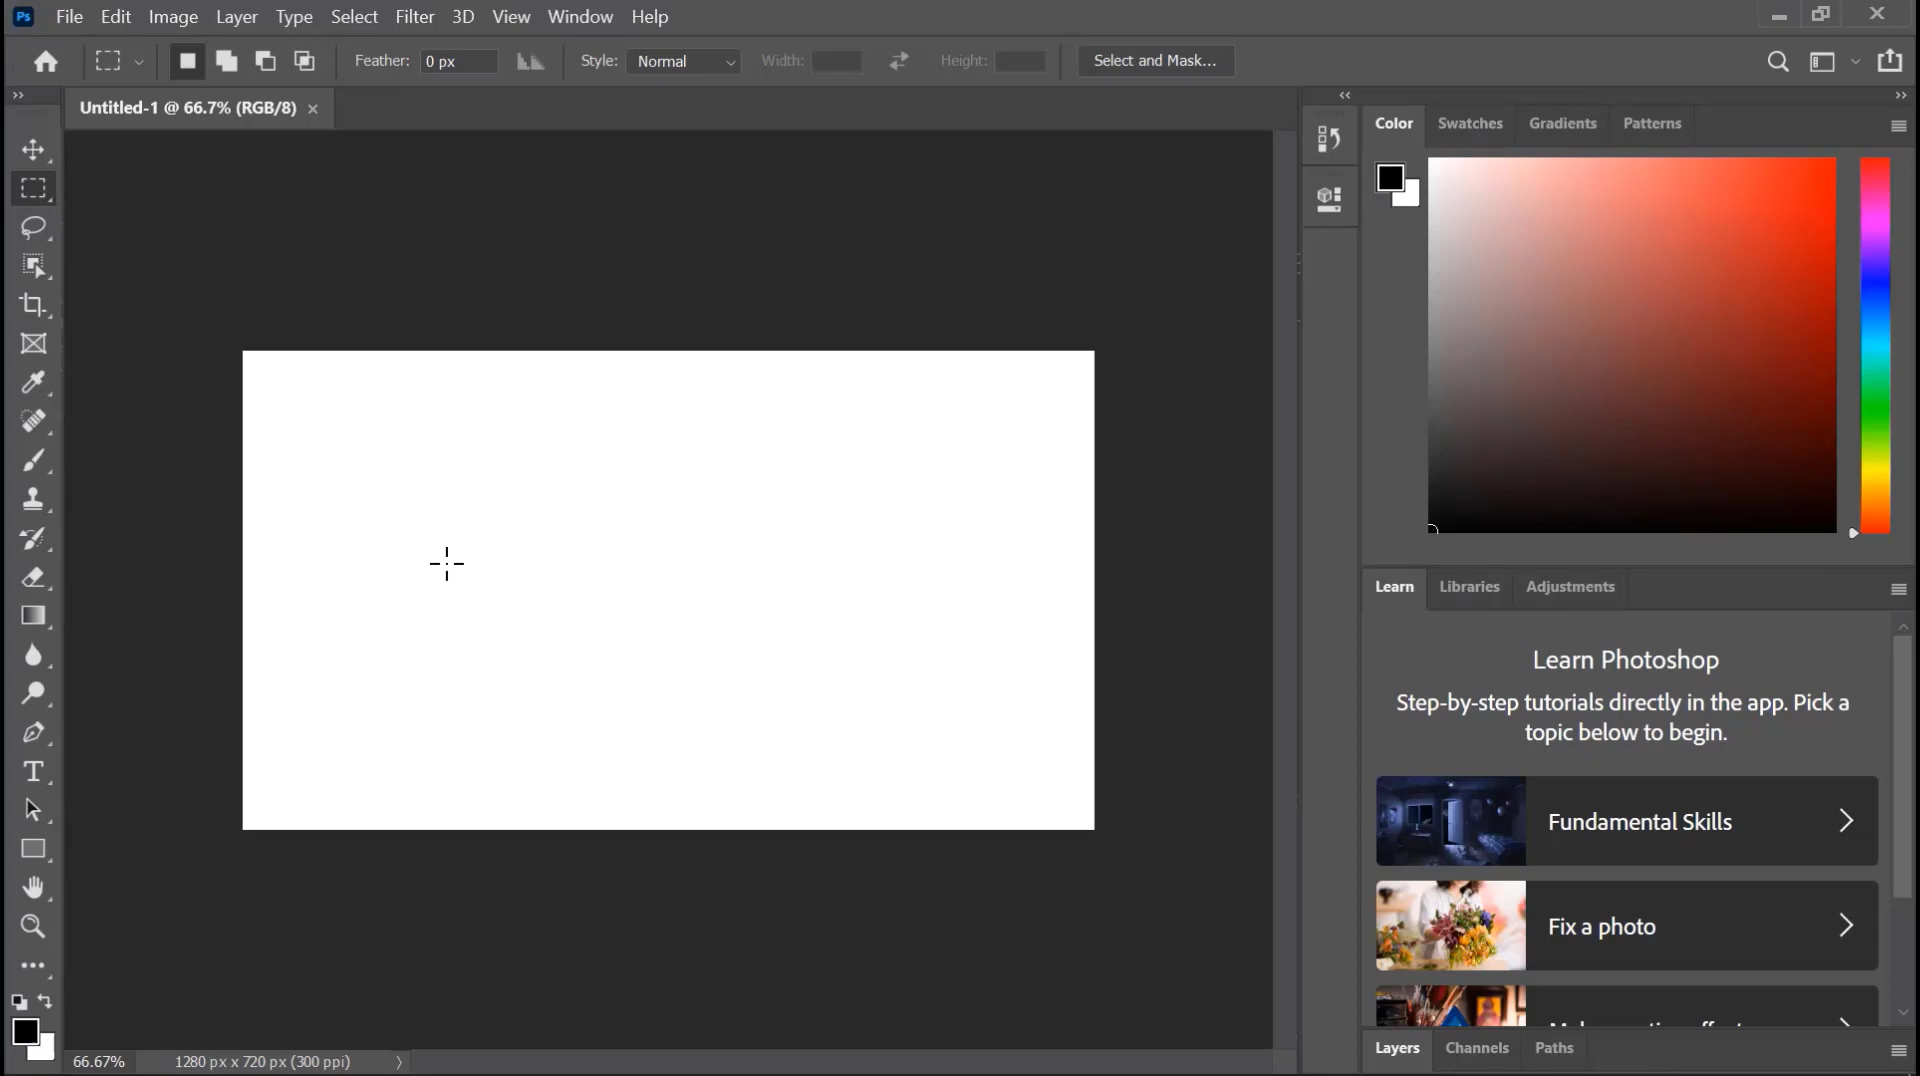 Ps File Edit Image Layer Type Select Filter 3D View Window Help
Feather: 0 px Style: Normal Width: Height: Select and Mask...
Untitled-1 @ 66.7% (RGB/8)
Color Swatches Gradients Patterns
Learn Libraries Adjustments
Learn Photoshop
Step-by-step tutorials directly in the app. Pick a
topic below to begin.
Fundamental Skills
Fix a photo
Layers Channels Paths
66.67% 1280 px x 720 px (300 ppi)